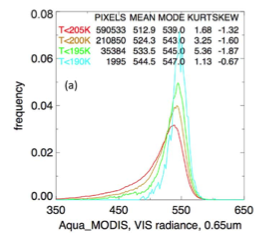 PIXELS MEAN MODE KURTSKEW
T<205K 590533 512.9 539.0 1.68 -1.32
T<200K 210850 524.3 543.0 3.25 -1.60
T<195K 35384 533.5 545.0 5.36 -1.87
T<190K 1995 544.5 547.0 1.13 -0.67
0.08
0.06
0.04
0.02
0.00
frequency
(a)
350 450 550 650
Aqua_MODIS, VIS radiance, 0.65um